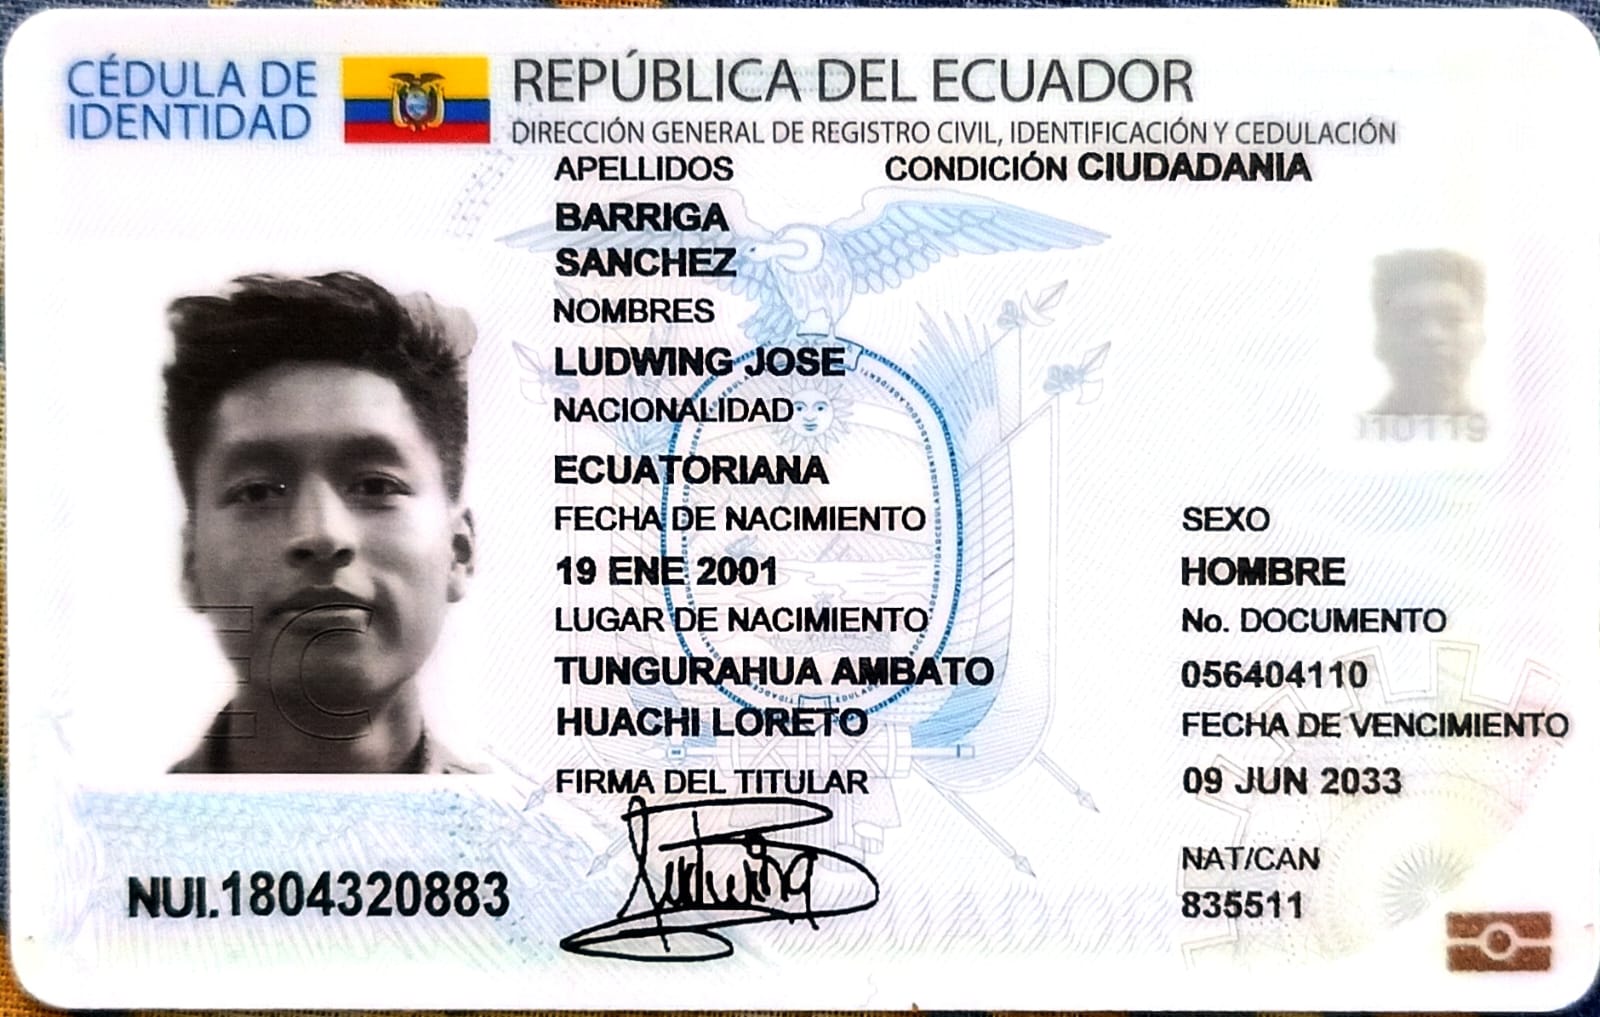 CÉDULA DE
IDENTIDAD
REPÚBLICA DEL ECUADOR
DIRECCIÓN GENERAL DE REGISTRO CIVIL, IDENTIFICACIÓN Y CEDULACIÓN
APELLIDOS
CONDICIÓN CIUDADANIA
BARRIGA
SANCHEZ
NOMBRES
LUDWING JOSE
NACIONALIDAD
ECUATORIANA
FECHA DE NACIMIENTO
19 ENE 2001
LUGAR DE NACIMIENTO
TUNGURAHUA AMBATO
HUACHI LORETO
FIRMA DEL TITULAR
Ludwing
SEXO
HOMBRE
No. DOCUMENTO
056404110
FECHA DE VENCIMIENTO
09 JUN 2033
NAT/CAN
835511
EC
NUI.1804320883